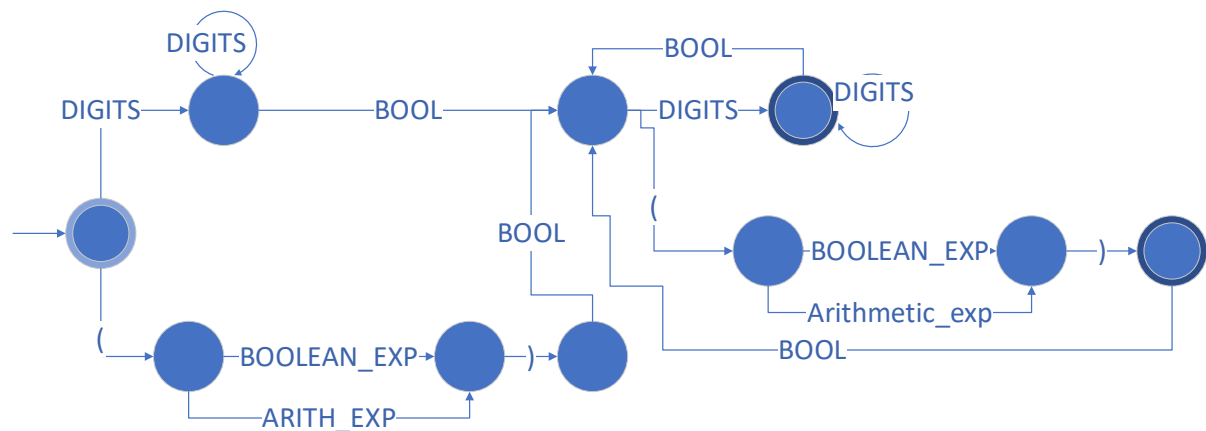 DIGITS
BOOL
DIGITS
BOOL
DIGITS
DIGITS
(
BOOL
BOOLEAN_EXP
)
Arithmetic_exp
(
BOOLEAN_EXP
)
BOOL
ARITH_EXP